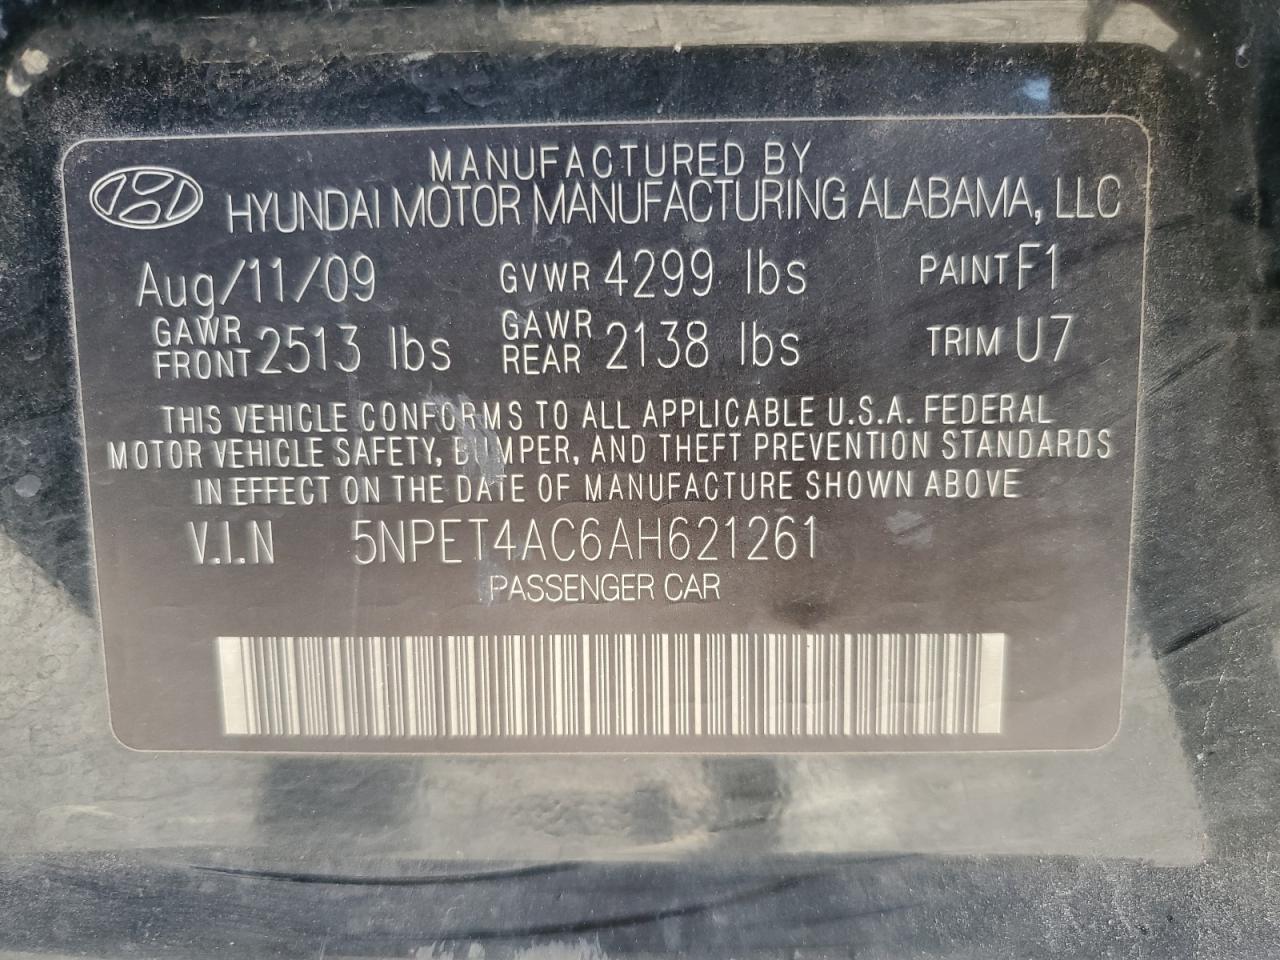 MANUFACTURED BY
HYUNDAI MOTOR MANUFACTURING ALABAMA, LLC
Aug/11/09 GVWR 4299 lbs PAINT F1
GAWR FRONT 2513 lbs GAWR REAR 2138 lbs TRIM U7
THIS VEHICLE CONFORMS TO ALL APPLICABLE U.S.A. FEDERAL
MOTOR VEHICLE SAFETY, BUMPER, AND THEFT PREVENTION STANDARDS
IN EFFECT ON THE DATE OF MANUFACTURE SHOWN ABOVE
V.I.N 5NPET4AC6AH621261
PASSENGER CAR